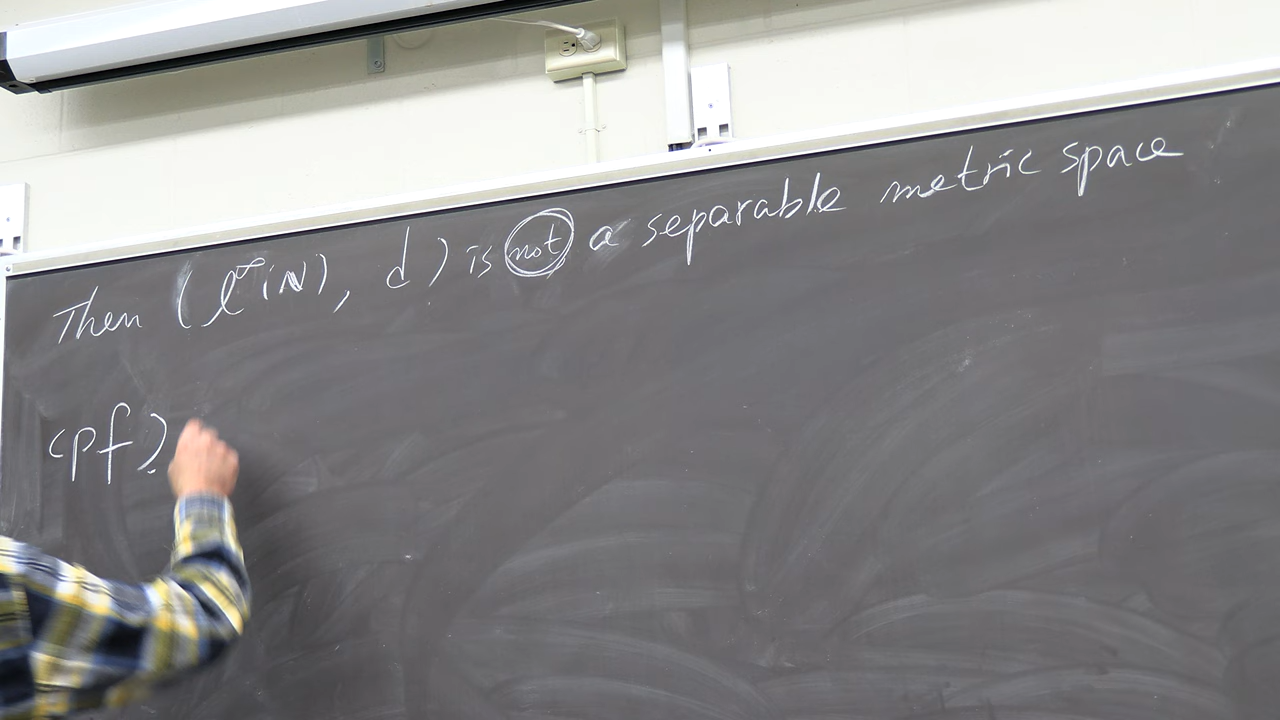 Then (ℓ^∞(ℕ), d) is not a separable metric space
(pf)